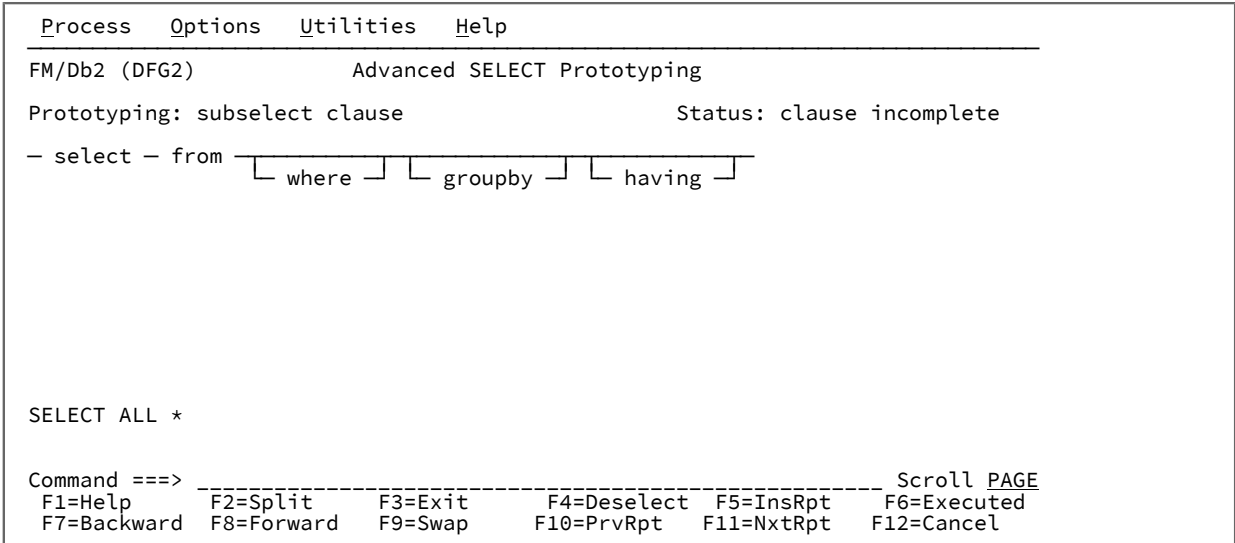 Process Options Utilities Help
FM/Db2 (DFG2) Advanced SELECT Prototyping
Prototyping: subselect clause Status: clause incomplete
select from
where groupby having
SELECT ALL *
Command ===> _______________________________________________________ Scroll PAGE
F1=Help F2=Split F3=Exit F4=Deselect F5=InsRpt F6=Executed
F7=Backward F8=Forward F9=Swap F10=PrvRpt F11=NxtRpt F12=Cancel